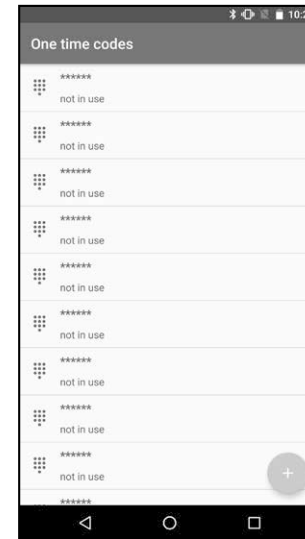 10:2
One time codes
******
not in use
******
not in use
******
not in use
******
not in use
******
not in use
******
not in use
******
not in use
******
not in use
******
not in use
******